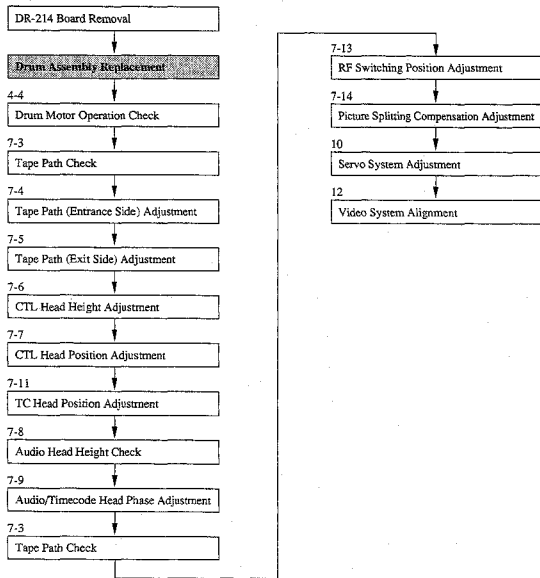 DR-214 Board Removal
Drum Assembly Replacement
4-4
Drum Motor Operation Check
7-3
Tape Path Check
7-4
Tape Path (Entrance Side) Adjustment
7-5
Tape Path (Exit Side) Adjustment
7-6
CTL Head Height Adjustment
7-7
CTL Head Position Adjustment
7-11
TC Head Position Adjustment
7-8
Audio Head Height Check
7-9
Audio/Timecode Head Phase Adjustment
7-3
Tape Path Check
7-13
RF Switching Position Adjustment
7-14
Picture Splitting Compensation Adjustment
10
Servo System Adjustment
12
Video System Alignment